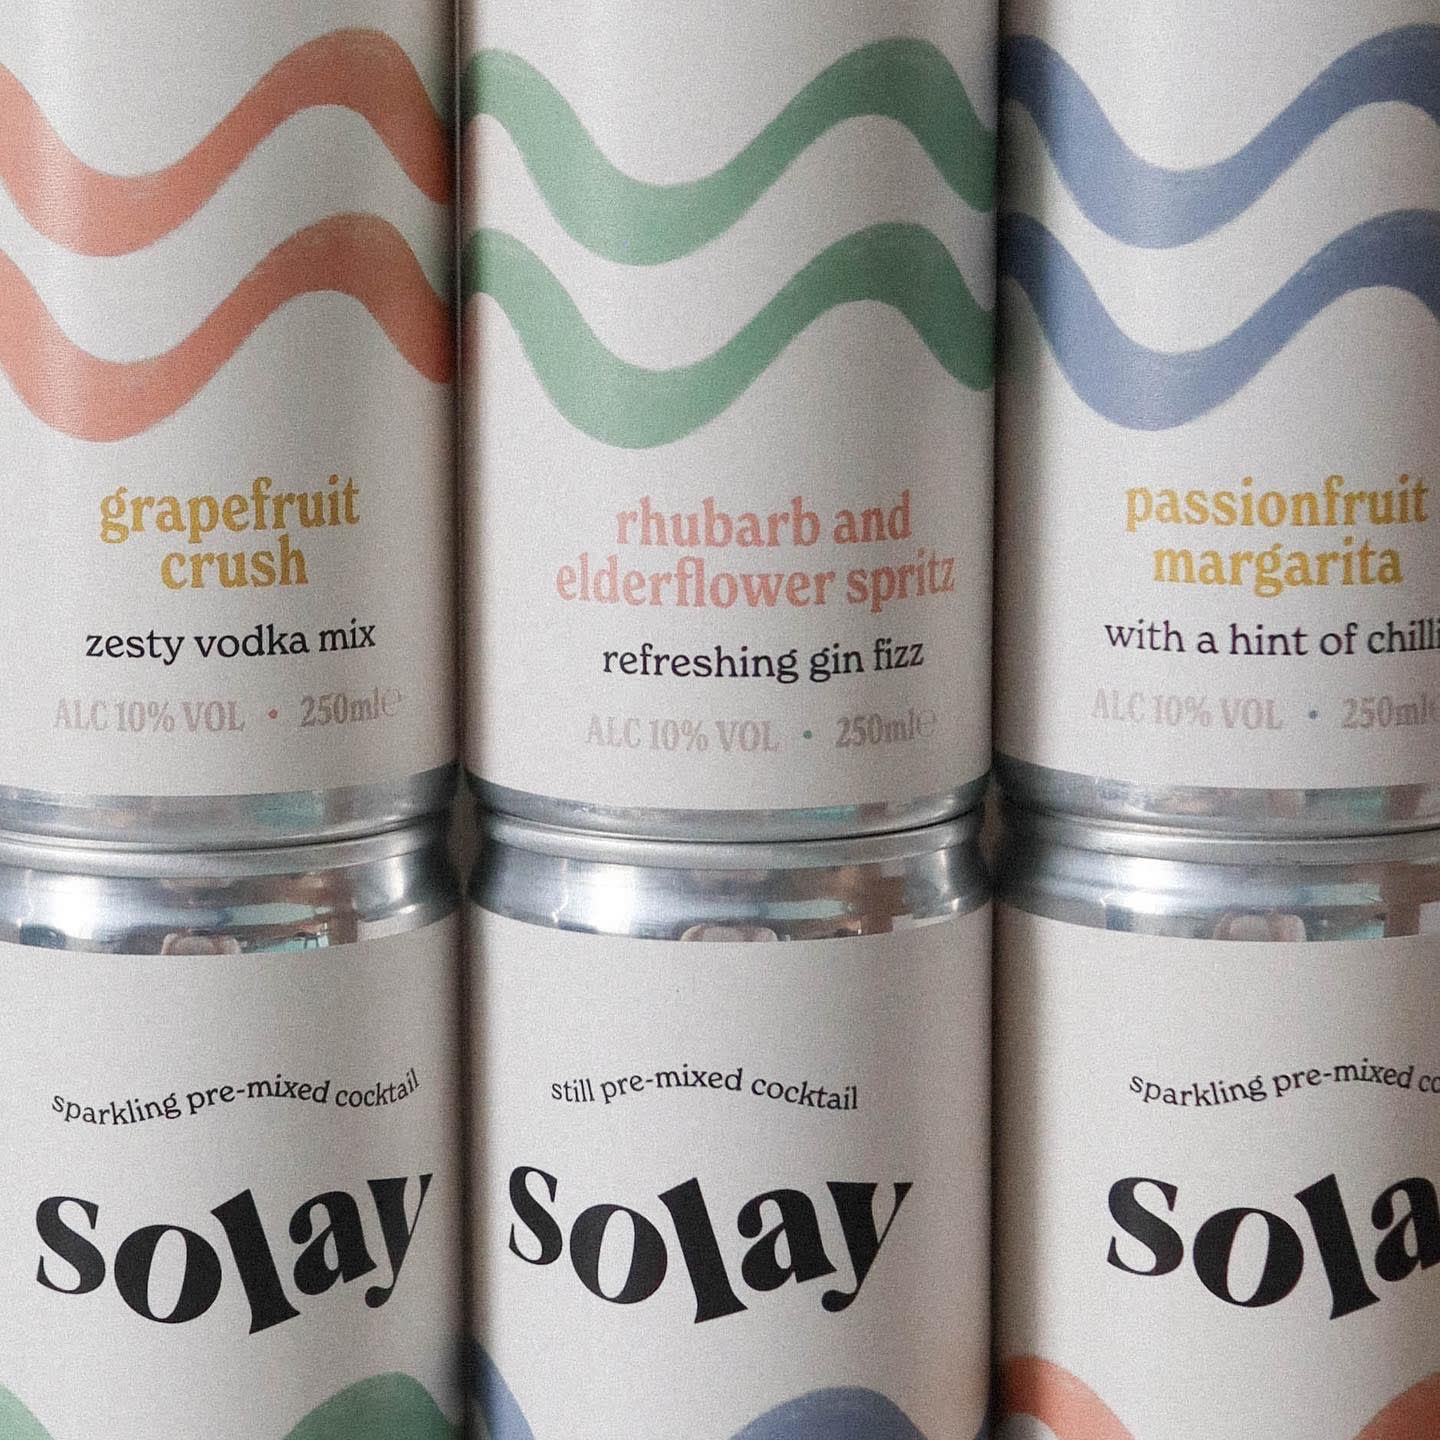 grapefruit
crush
zesty vodka mix
ALC 10% VOL • 250ml℮
rhubarb and
elderflower spritz
refreshing gin fizz
ALC 10% VOL • 250ml℮
passionfruit
margarita
with a hint of chilli
ALC 10% VOL • 250ml℮
sparkling pre-mixed cocktail
solay
still pre-mixed cocktail
solay
sparkling pre-mixed co
sola